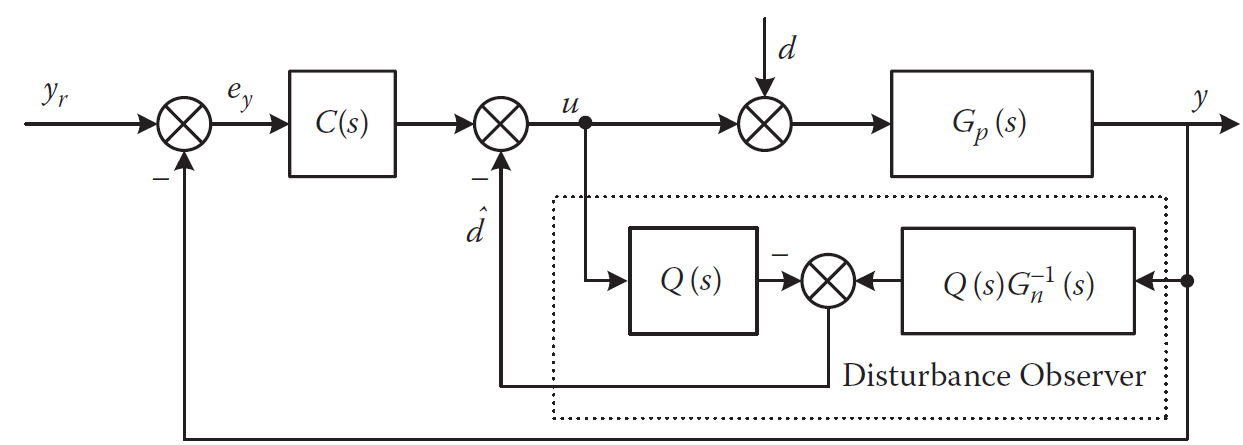 d
y_r
e_y
C(s)
u
G_p (s)
y
–
–
d̂
Q (s)
–
Q (s)G_n^{-1} (s)
Disturbance Observer